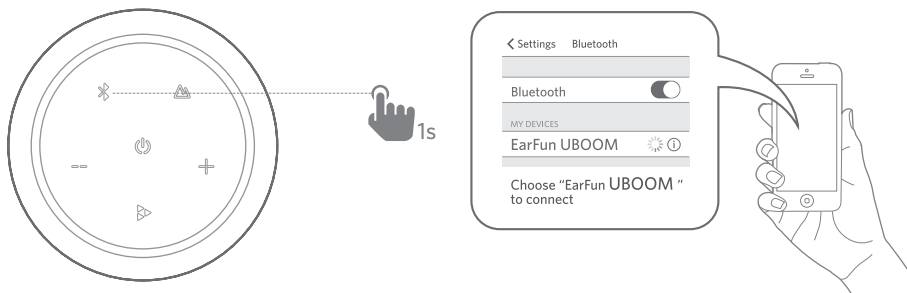 1s
Settings Bluetooth
Bluetooth
MY DEVICES
EarFun UBOOM
Choose “EarFun UBOOM ”
to connect